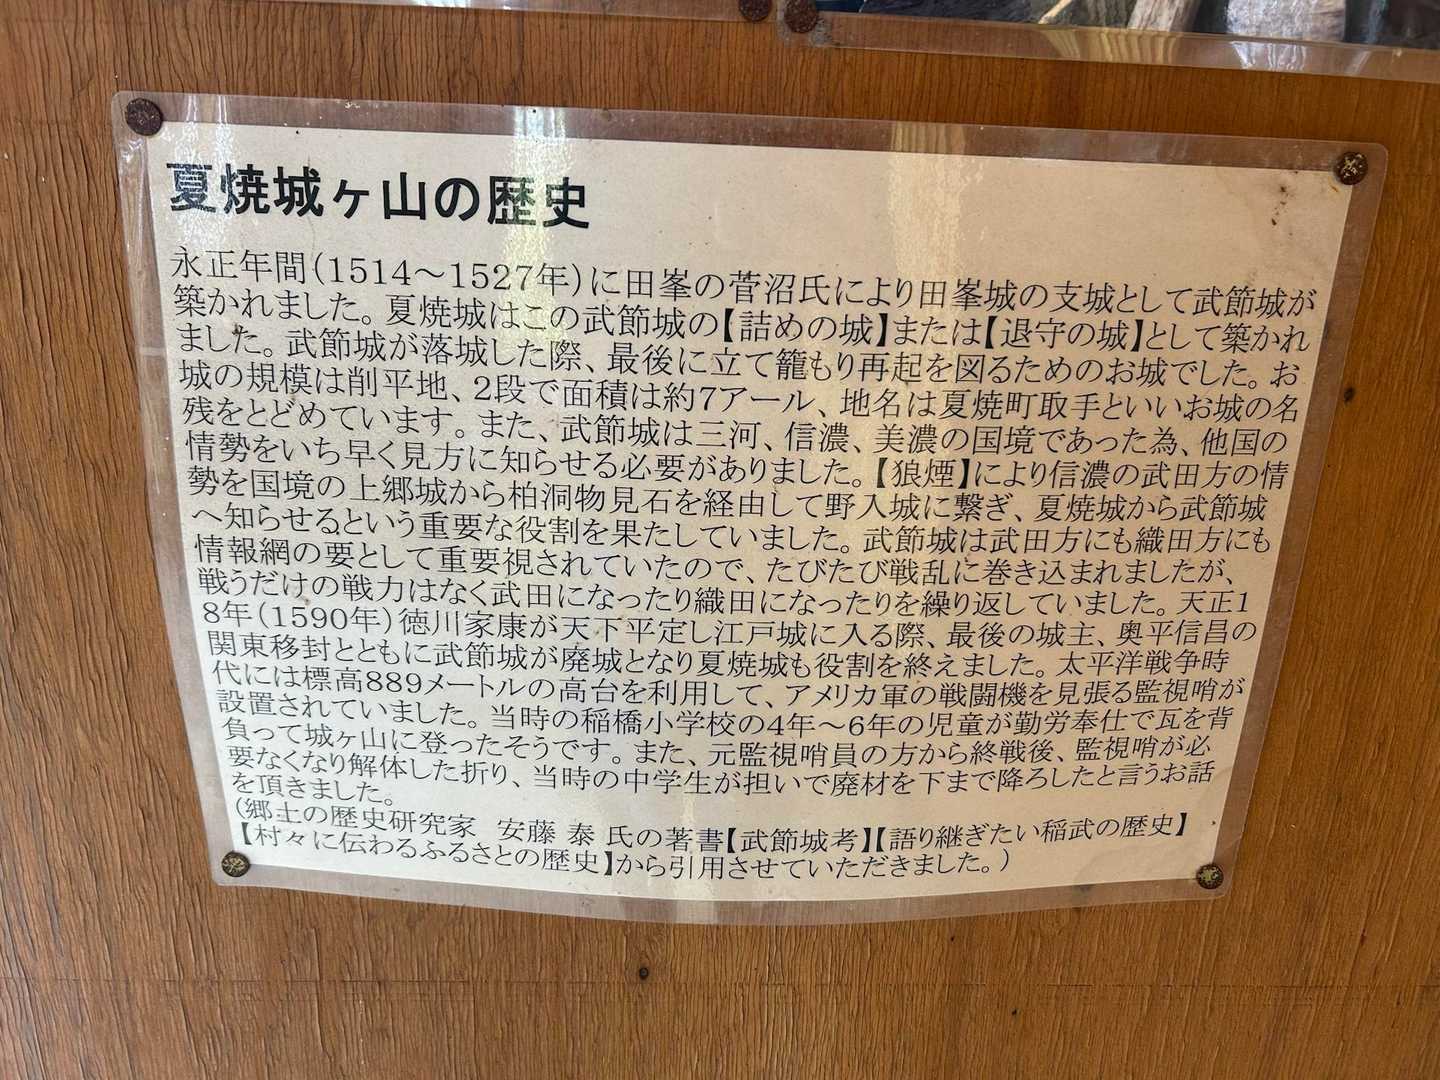 夏焼城ヶ山の歴史
永正年間(1514～1527年)に田峯の菅沼氏により田峯城の支城として武節城が
築かれました。夏焼城はこの武節城の【詰めの城】または【退守の城】として築かれ
ました。武節城が落城した際、最後に立て籠もり再起を図るためのお城でした。お
城の規模は削平地、2段で面積は約7アール、地名は夏焼町取手といいお城の名
残をとどめています。また、武節城は三河、信濃、美濃の国境であった為、他国の
情勢をいち早く見方に知らせる必要がありました。【狼煙】により信濃の武田方の情
勢を国境の上郷城から柏洞物見石を経由して野入城に繋ぎ、夏焼城から武節城
へ知らせるという重要な役割を果たしていました。武節城は武田方にも織田方にも
情報網の要として重要視されていたので、たびたび戦乱に巻き込まれましたが、
戦うだけの戦力はなく武田になったり織田になったりを繰り返していました。天正1
8年(1590年)徳川家康が天下平定し江戸城に入る際、最後の城主、奥平信昌の
関東移封とともに武節城が廃城となり夏焼城も役割を終えました。太平洋戦争時
代には標高889メートルの高台を利用して、アメリカ軍の戦闘機を見張る監視哨が
設置されていました。当時の稲橋小学校の4年～6年の児童が勤労奉仕で瓦を背
負って城ヶ山に登ったそうです。また、元監視哨員の方から終戦後、監視哨が必
要なくなり解体した折り、当時の中学生が担いで廃材を下まで降ろしたと言うお話
を頂きました。
(郷土の歴史研究家 安藤 泰 氏の著書【武節城考】【語り継ぎたい稲武の歴史】
【村々に伝わるふるさとの歴史】から引用させていただきました。)